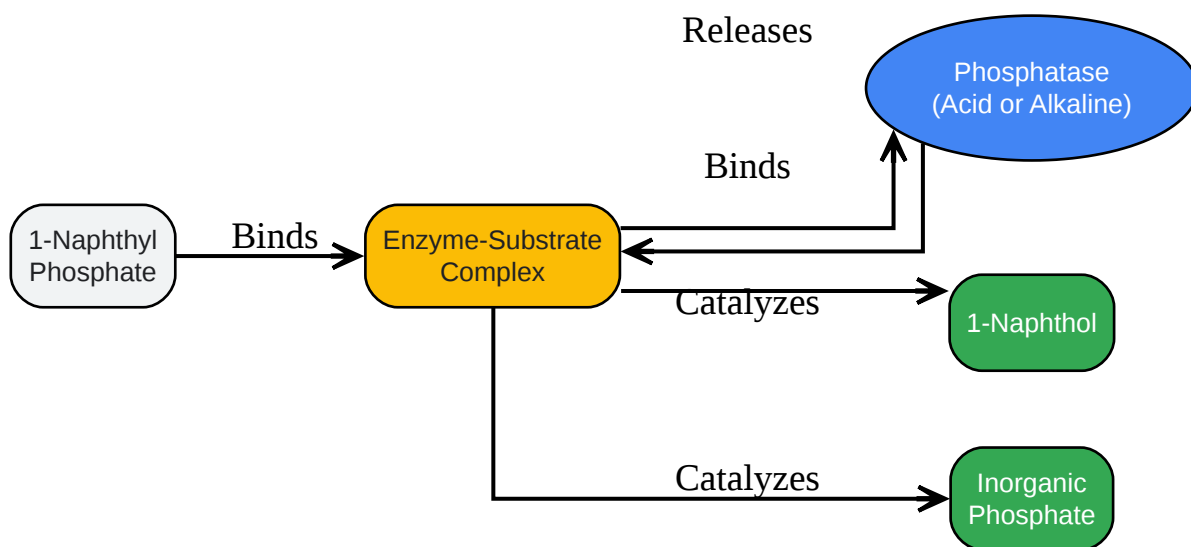 Releases
Phosphatase
(Acid or Alkaline)
Binds
1-Naphthyl
Phosphate
Binds
Enzyme-Substrate
Complex
Catalyzes
1-Naphthol
Catalyzes
Inorganic
Phosphate